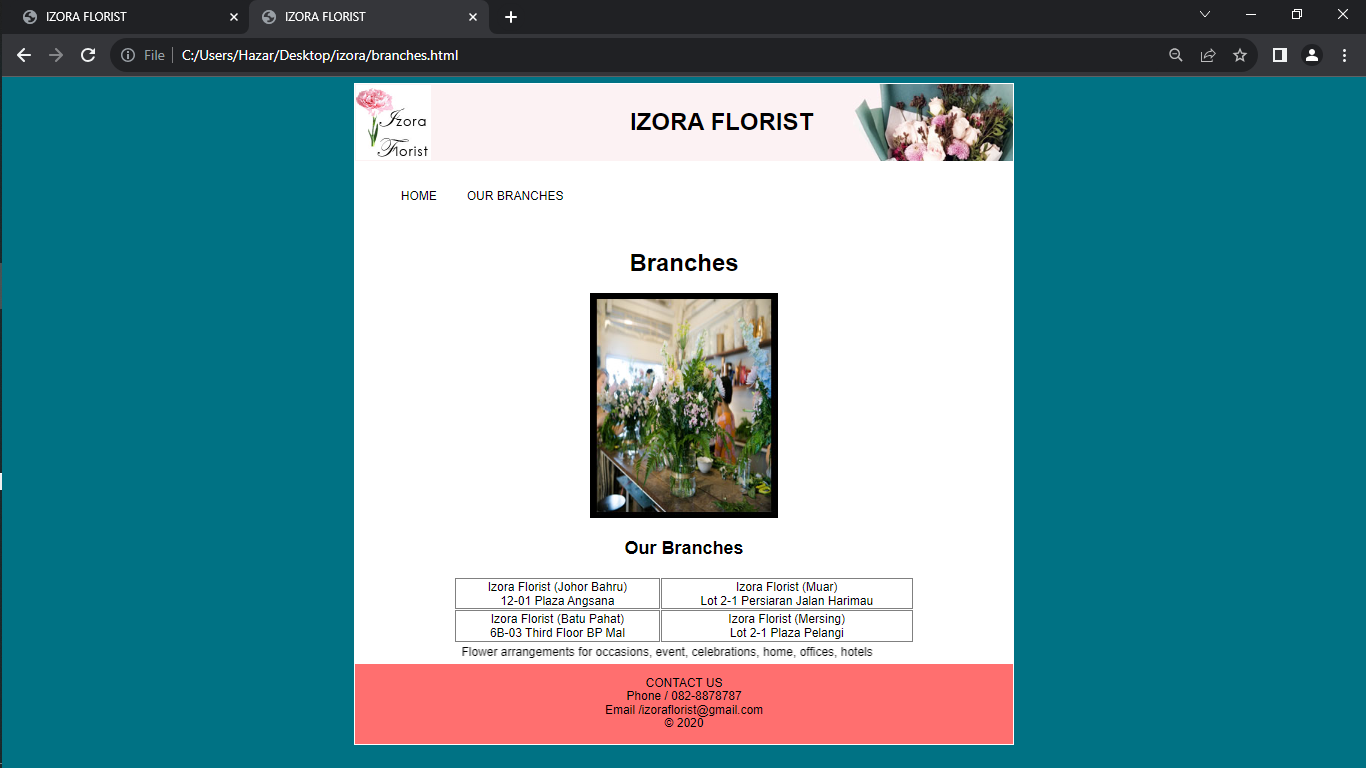 IZORA FLORIST
IZORA FLORIST
File
C:/Users/Hazar/Desktop/izora/branches.html
Izora
Florist
IZORA FLORIST
HOME
OUR BRANCHES
Branches
Our Branches
Izora Florist (Johor Bahru)
12-01 Plaza Angsana
Izora Florist (Muar)
Lot 2-1 Persiaran Jalan Harimau
Izora Florist (Batu Pahat)
6B-03 Third Floor BP Mal
Izora Florist (Mersing)
Lot 2-1 Plaza Pelangi
Flower arrangements for occasions, event, celebrations, home, offices, hotels
CONTACT US
Phone / 082-8878787
Email /izoraflorist@gmail.com
© 2020